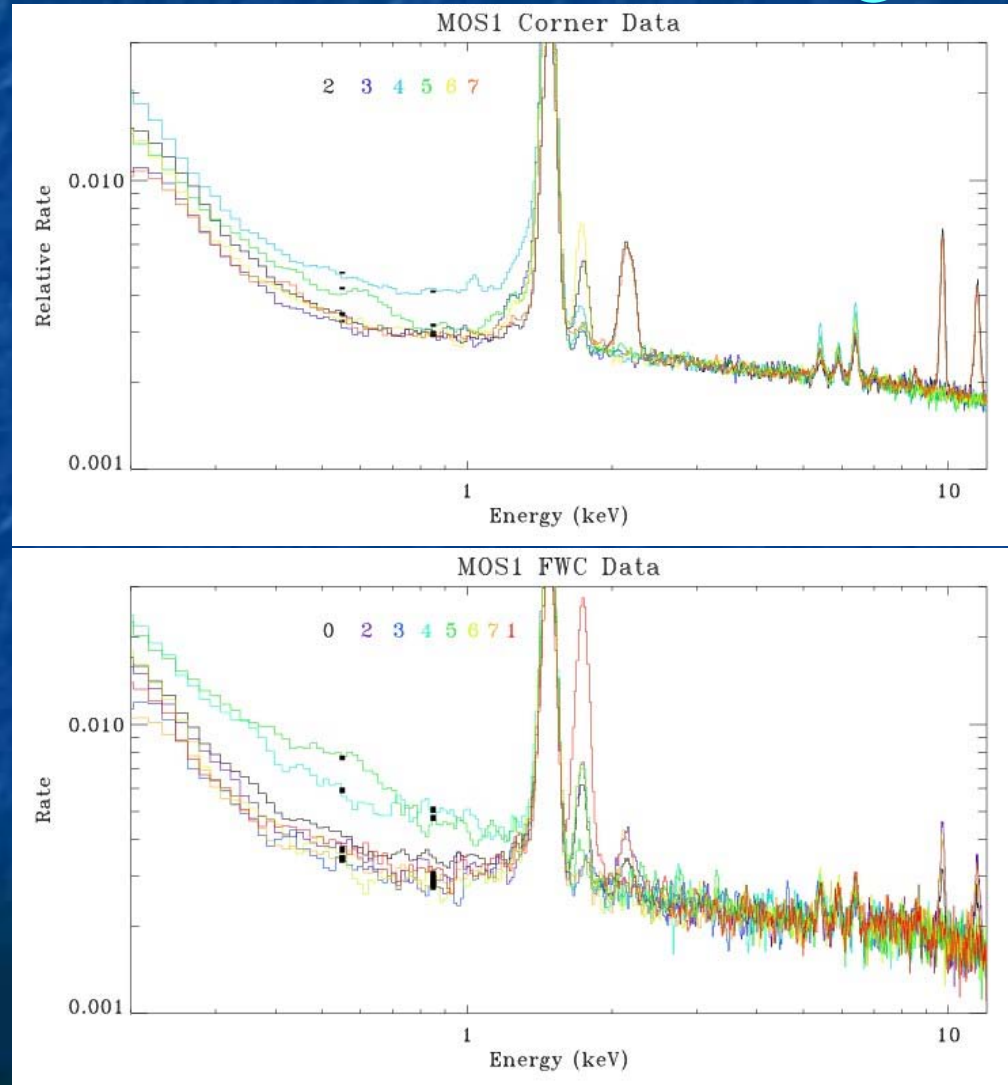 MOS1 Corner Data
2 3 4 5 6 7
0.010
0.001
Relative Rate
1 10
Energy (keV)
MOS1 FWC Data
0 2 3 4 5 6 7 1
0.010
0.001
Rate
1 10
Energy (keV)